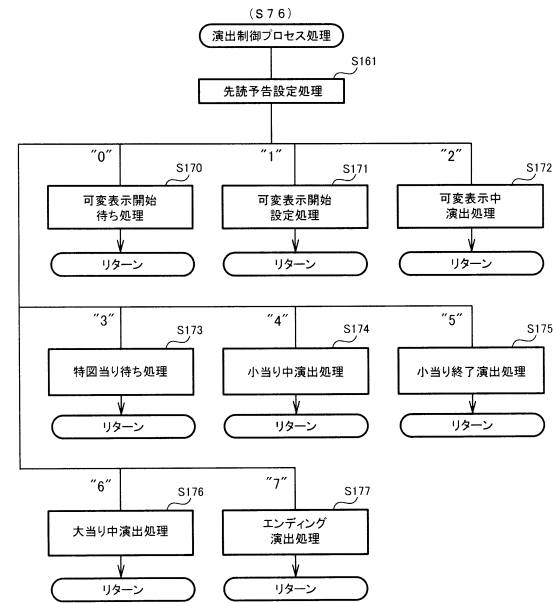 (S76)
演出制御プロセス処理
S161
先読予告設定処理
"0"
"1"
"2"
S170
S171
S172
可変表示開始
待ち処理
可変表示開始
設定処理
可変表示中
演出処理
リターン
リターン
リターン
"3"
"4"
"5"
S173
S174
S175
特図当り待ち処理
小当り中演出処理
小当り終了演出処理
リターン
リターン
リターン
"6"
"7"
S176
S177
大当り中演出処理
エンディング
演出処理
リターン
リターン